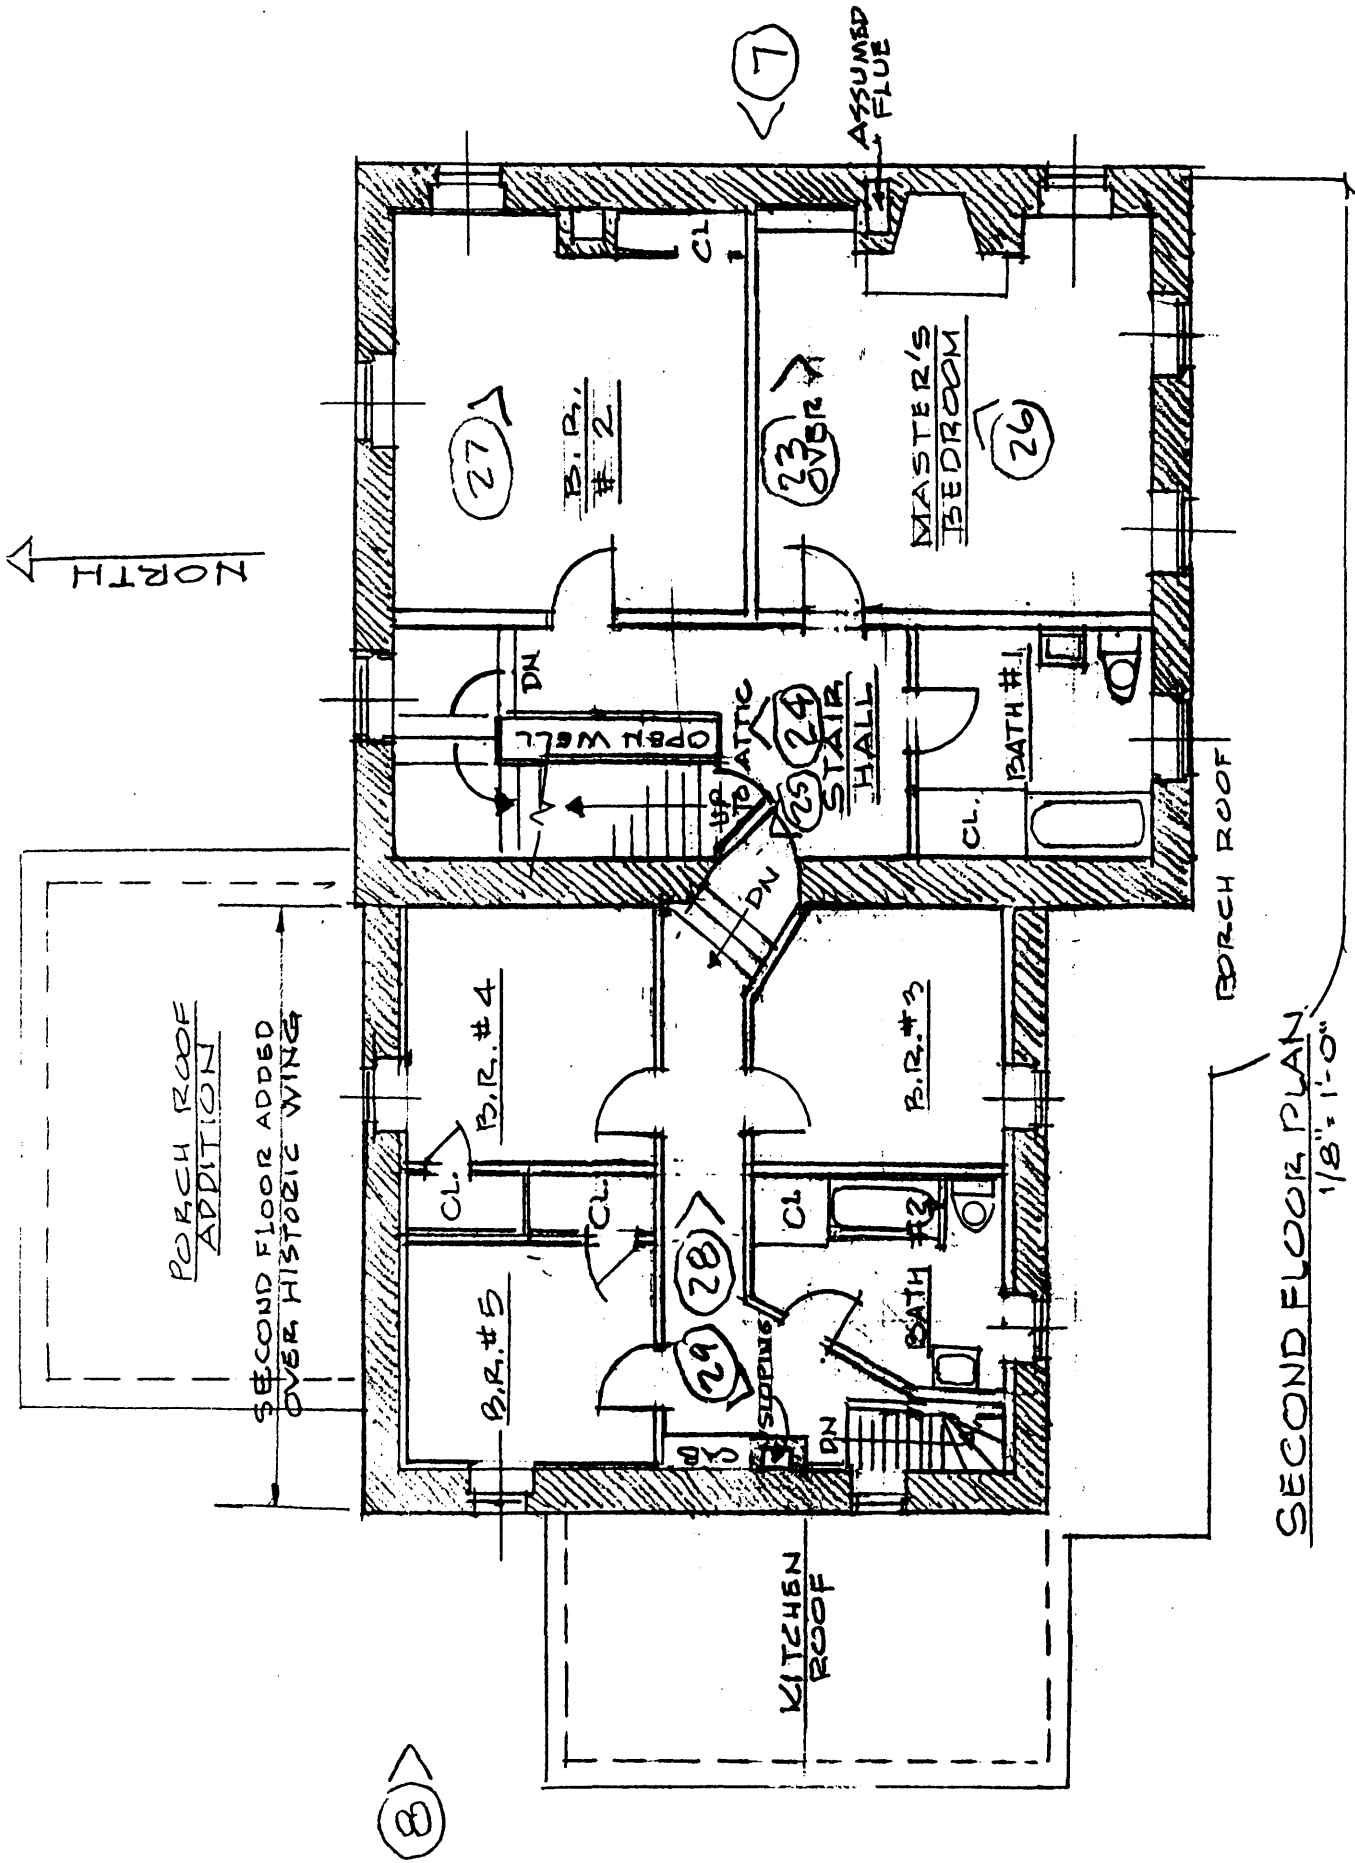 NORTH
PORCH ROOF
ADDITION
SECOND FLOOR ADDED
OVER HISTORIC WING
8
B.R. #5
CL.
CL.
B.R. #4
27
B.R.
# 2
CL
DN
OPEN WELL
UP
TO ATTIC
24
25
STAIR
HALL
DN
23
OVER
MASTER'S
BEDROOM
26
7
ASSUMED
FLUE
29
28
SLOPING
DN
CL
BATH #2
B.R. #3
CL.
BATH #1
KITCHEN
ROOF
PORCH ROOF
SECOND FLOOR PLAN
1/8" = 1'-0"